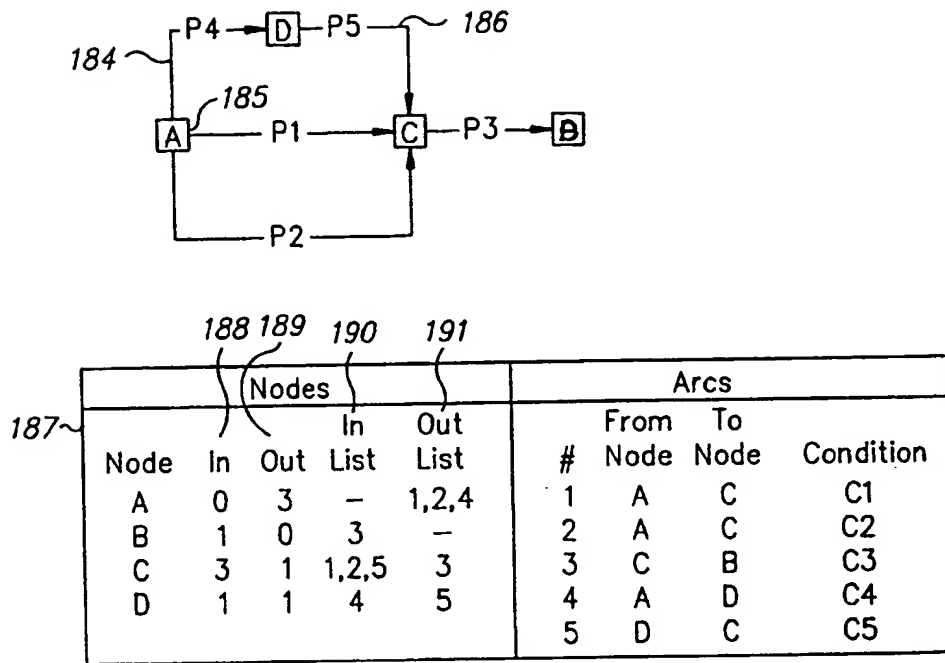 P4 D P5 186
184
185
A P1 C P3 B
P2
188 189 190 191
Nodes Arcs
187
In Out From To
Node In Out List List # Node Node Condition
A 0 3 – 1,2,4 1 A C C1
B 1 0 3 – 2 A C C2
C 3 1 1,2,5 3 3 C B C3
D 1 1 4 5 4 A D C4
5 D C C5